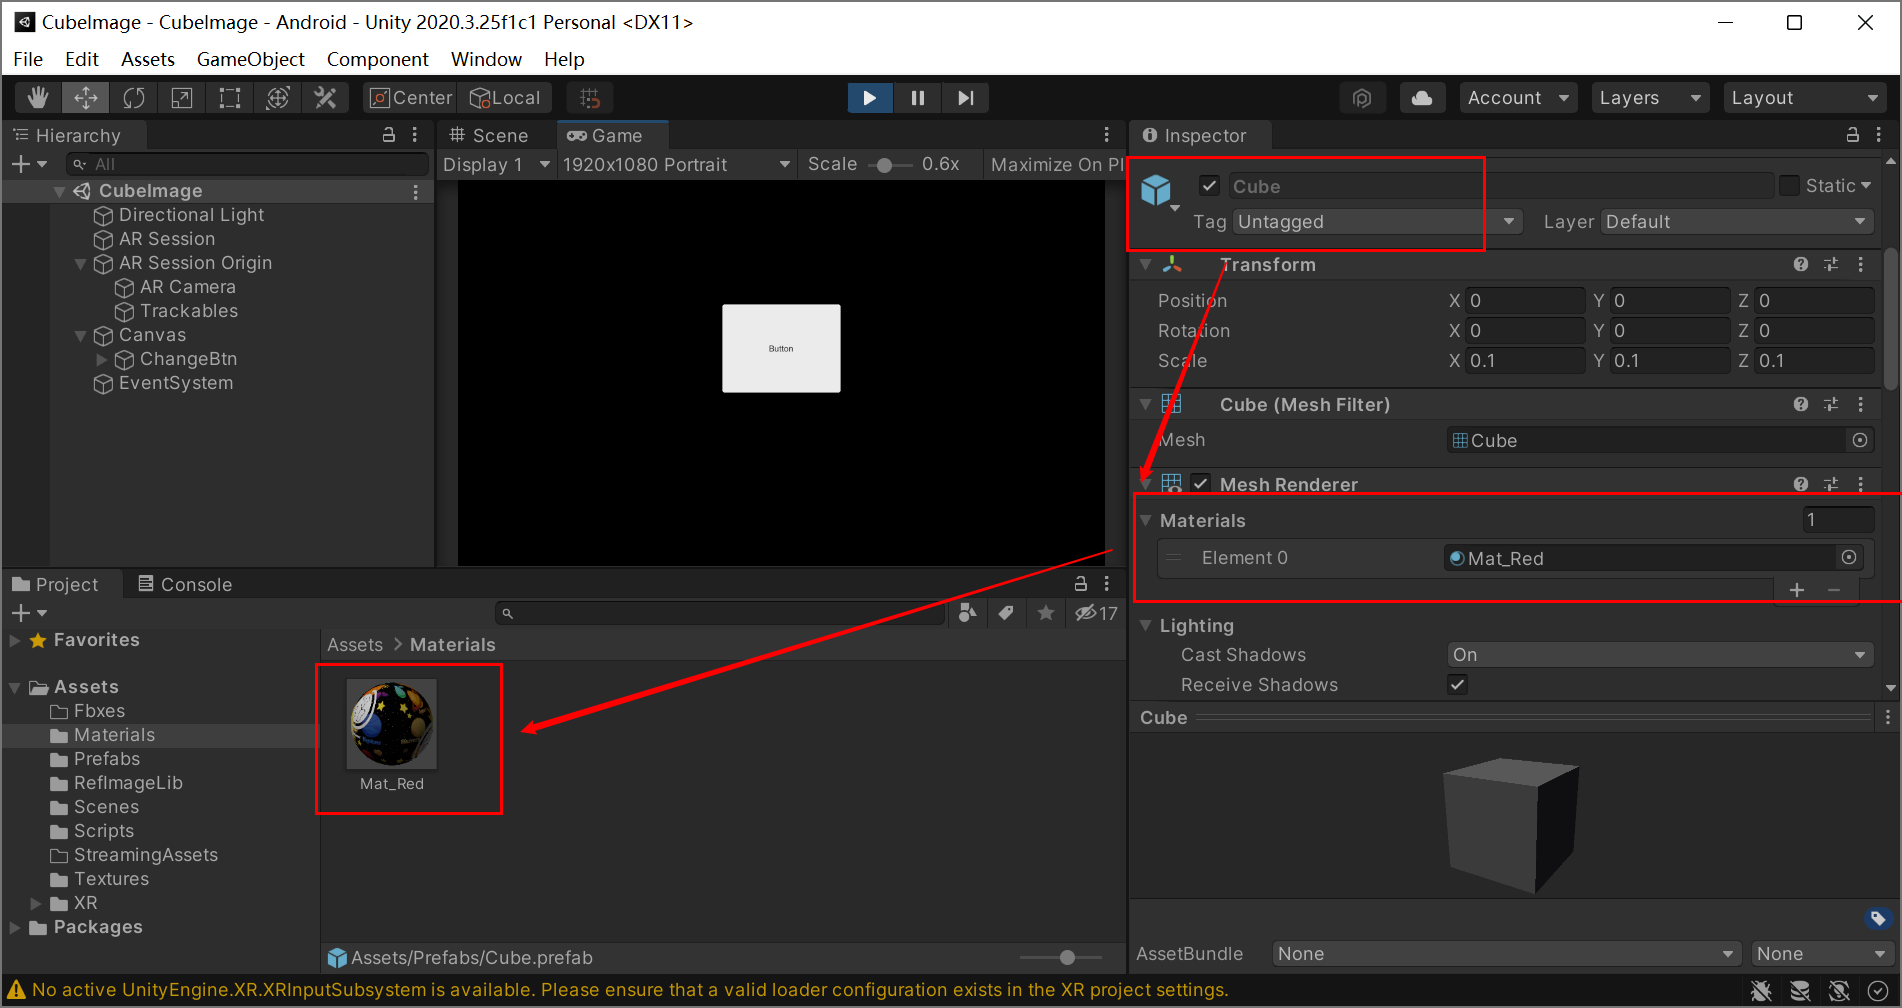 CubeImage - CubeImage - Android - Unity 2020.3.25f1c1 Personal <DX11>
File Edit Assets GameObject Component Window Help
Center Local Account Layers Layout
Hierarchy
All
CubeImage
Directional Light
AR Session
AR Session Origin
AR Camera
Trackables
Canvas
ChangeBtn
EventSystem
Scene Game
Display 1 1920x1080 Portrait Scale 0.6x Maximize On Pl
Button
Inspector
Cube Static
Tag Untagged Layer Default
Transform
Position X 0 Y 0 Z 0
Rotation X 0 Y 0 Z 0
Scale X 0.1 Y 0.1 Z 0.1
Cube (Mesh Filter)
Mesh Cube
Mesh Renderer
Materials 1
Element 0 Mat_Red
Lighting
Cast Shadows On
Receive Shadows
Cube
AssetBundle None None
Project Console
17
Favorites
Assets
Fbxes
Materials
Prefabs
RefImageLib
Scenes
Scripts
StreamingAssets
Textures
XR
Packages
Assets > Materials
Mat_Red
Assets/Prefabs/Cube.prefab
No active UnityEngine.XR.XRInputSubsystem is available. Please ensure that a valid loader configuration exists in the XR project settings.